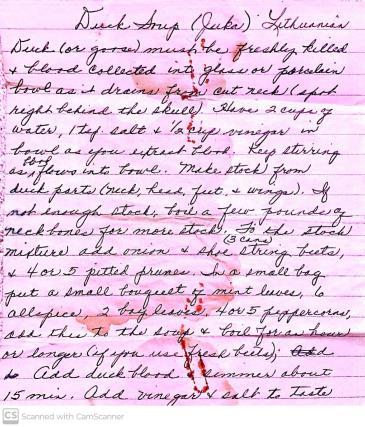 Duck Soup (Juka) Lithuanian
Duck (or goose) must be freshly killed
& blood collected into glass or porcelain
bowl as it drains from cut neck (spot
right behind the skull) Have 2 cups of
water, 1 tsp salt & 1/2 cup vinegar in
bowl as you extract blood. Keep stirring
as blood flows into bowl. Make stock from
duck parts (neck, head, feet, & wings). If
not enough stock, boil a few pounds of
neckbones for more stock. To the stock
mixture add onion & (3 cans) shoe string beets,
& 4 or 5 pitted prunes. In a small bag
put a small bouquet of mint leaves, 6
allspice, 2 bay leaves, 4 or 5 peppercorns,
add this to the soup & boil for an hour
or longer (if you use fresh beets). Add
to Add duck blood & simmer about
15 min. Add vinegar & salt to taste
CS Scanned with CamScanner